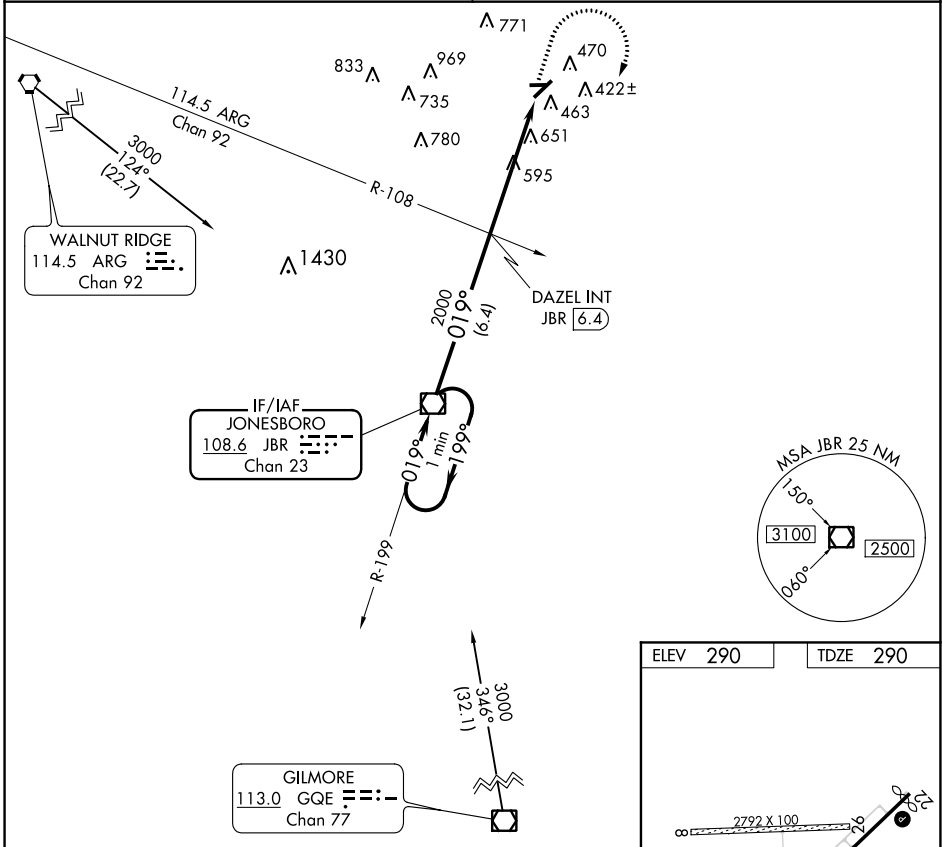 771
833
969
470
735
422±
463
780
651
595
114.5 ARG
Chan 92
R-108
3000
124°
(22.7)
WALNUT RIDGE
114.5 ARG
Chan 92
1430
DAZEL INT
JBR 6.4
2000
019°
(6.4)
IF/IAF
JONESBORO
108.6 JBR
Chan 23
019°
1 min
199°
R-199
MSA JBR 25 NM
150°
3100
2500
060°
3000
346°
(32.1)
GILMORE
113.0 GQE
Chan 77
ELEV 290
TDZE 290
2792 X 100
26
22
P